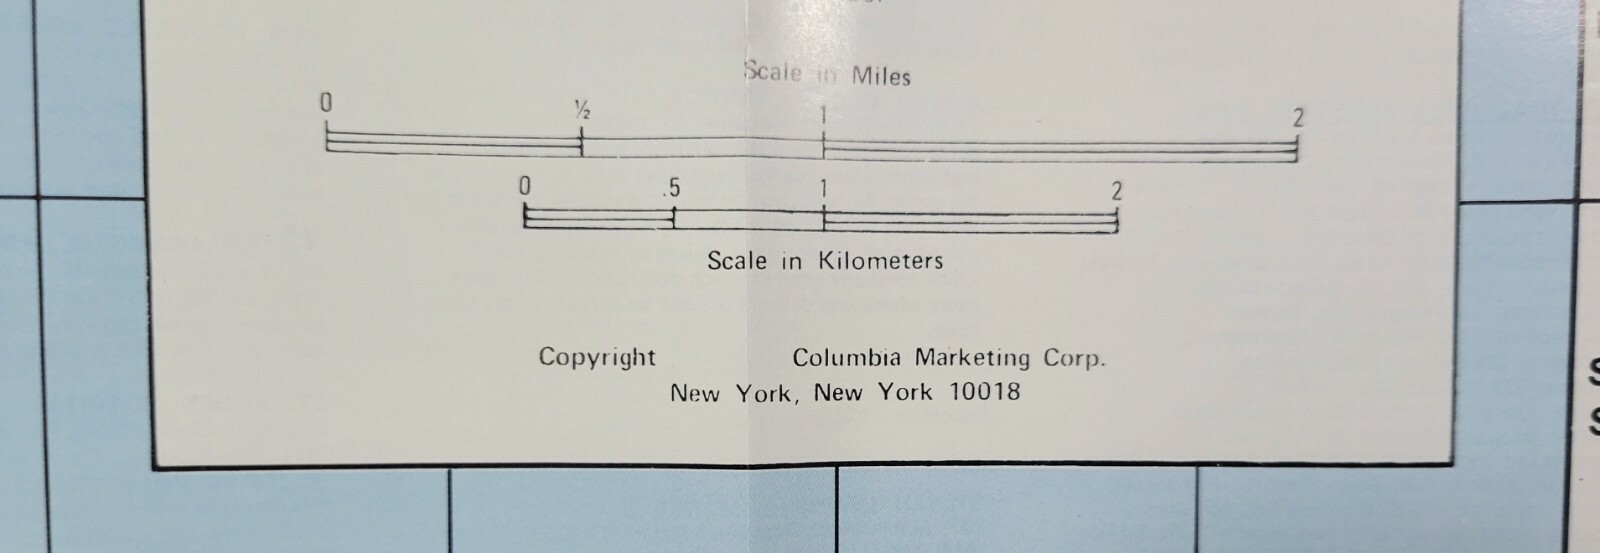 Scale in Miles
0 ½ 1 2
0 .5 1 2
Scale in Kilometers
Copyright Columbia Marketing Corp.
New York, New York 10018